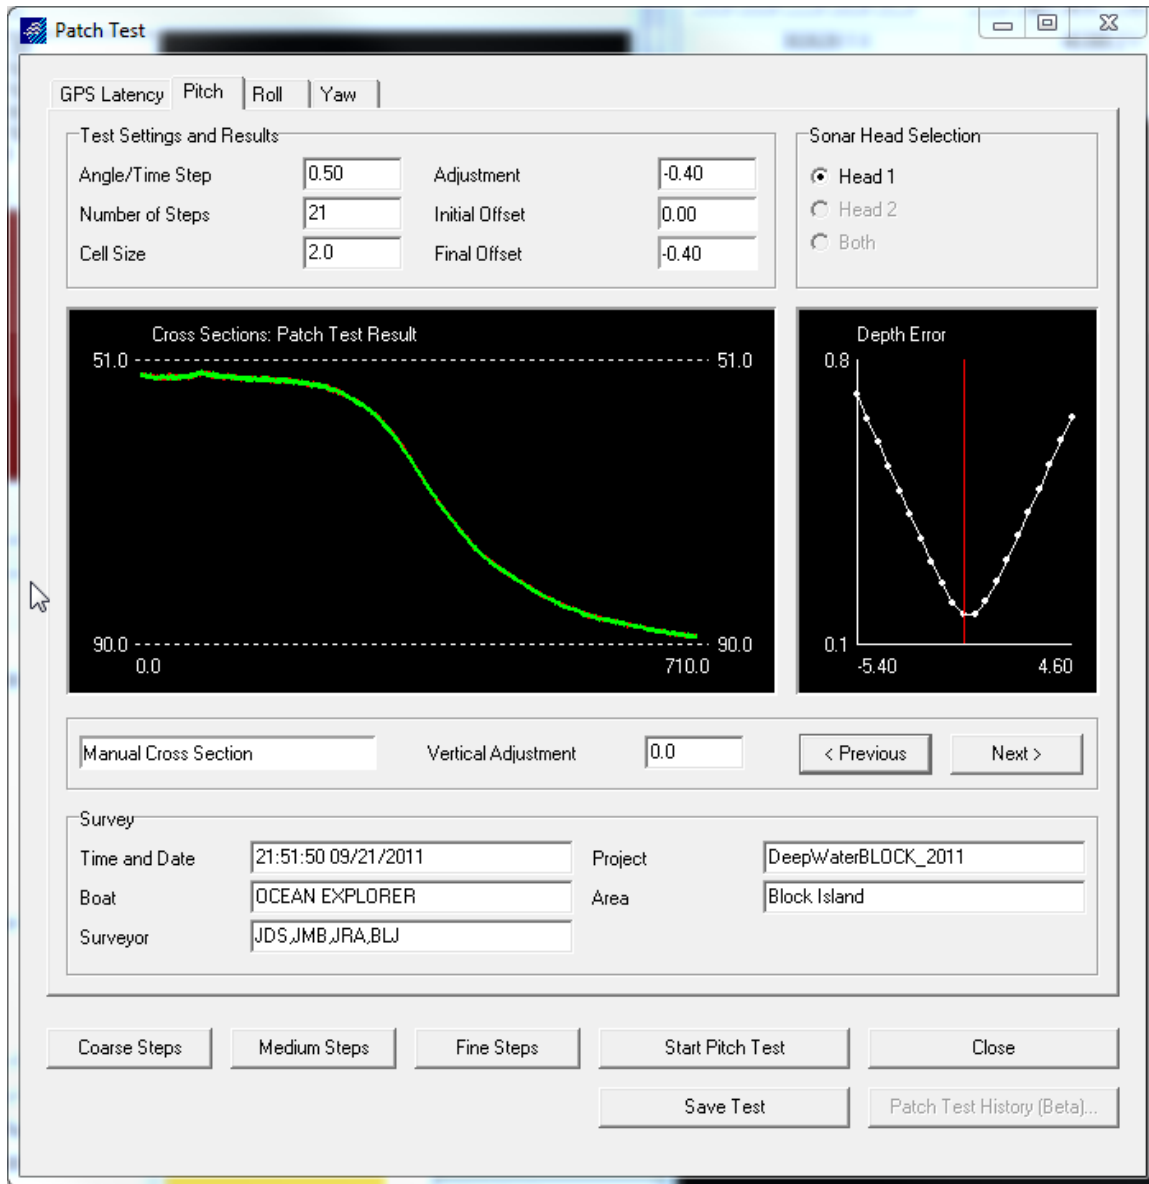 Patch Test
GPS Latency Pitch Roll Yaw
Test Settings and Results
Angle/Time Step 0.50 Adjustment -0.40
Number of Steps 21 Initial Offset 0.00
Cell Size 2.0 Final Offset -0.40
Sonar Head Selection
Head 1
Head 2
Both
Cross Sections: Patch Test Result
51.0 51.0
90.0 90.0
0.0 710.0
Depth Error
0.8
0.1
-5.40 4.60
Manual Cross Section Vertical Adjustment 0.0 < Previous Next >
Survey
Time and Date 21:51:50 09/21/2011 Project DeepWaterBLOCK_2011
Boat OCEAN EXPLORER Area Block Island
Surveyor JDS,JMB,JRA,BLJ
Coarse Steps Medium Steps Fine Steps Start Pitch Test Close
Save Test Patch Test History (Beta)...